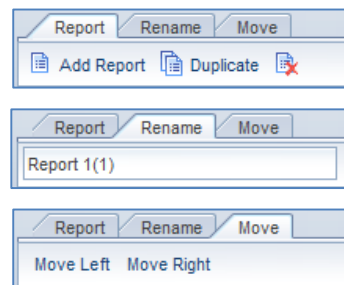 Report Rename Move
Add Report Duplicate
Report Rename Move
Report 1(1)
Report Rename Move
Move Left Move Right